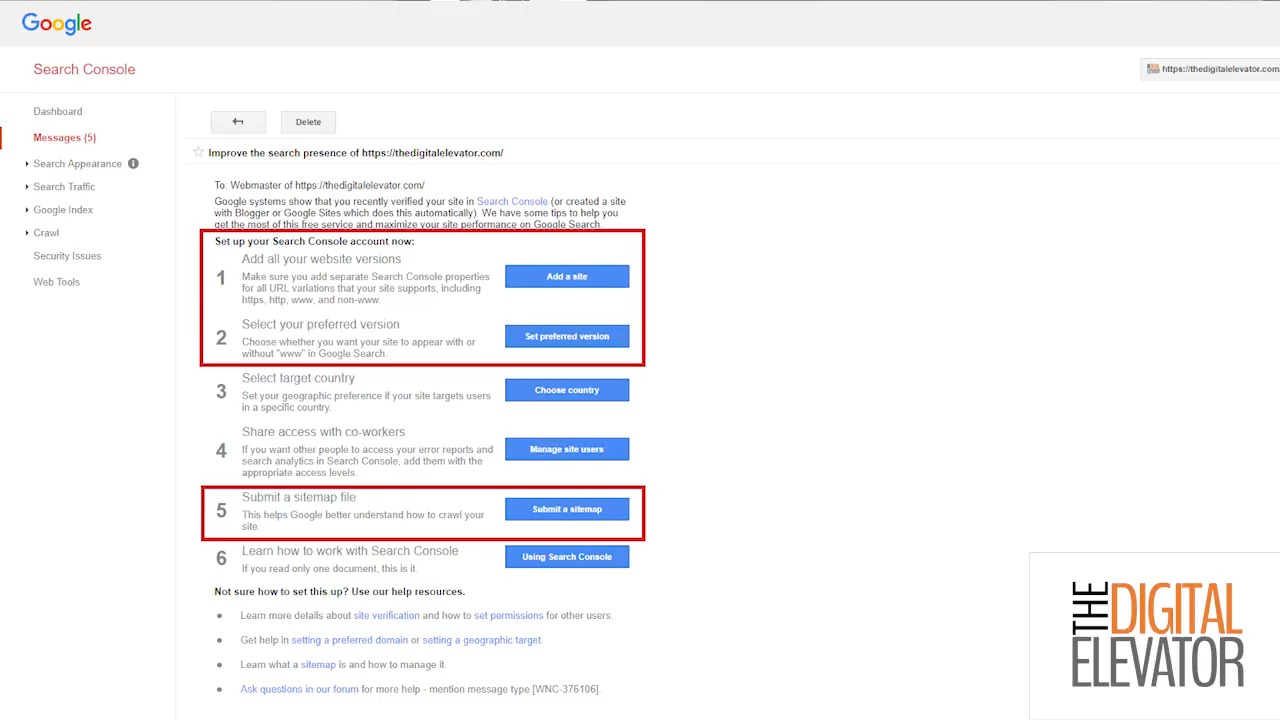 Google
Search Console
https://thedigitalelevator.com
Dashboard
Messages (5)
Search Appearance
Search Traffic
Google Index
Crawl
Security Issues
Web Tools
Delete
Improve the search presence of https://thedigitalelevator.com/
To: Webmaster of https://thedigitalelevator.com/
Google systems show that you recently verified your site in Search Console (or created a site
with Blogger or Google Sites which does this automatically). We have some tips to help you
get the most of this free service and maximize your site performance on Google Search.
Set up your Search Console account now:
1
Add all your website versions
Make sure you add separate Search Console properties
for all URL variations that your site supports, including
https, http, www, and non-www.
Add a site
2
Select your preferred version
Choose whether you want your site to appear with or
without "www" in Google Search.
Set preferred version
3
Select target country
Set your geographic preference if your site targets users
in a specific country.
Choose country
4
Share access with co-workers
If you want other people to access your error reports and
search analytics in Search Console, add them with the
appropriate access levels.
Manage site users
5
Submit a sitemap file
This helps Google better understand how to crawl your
site.
Submit a sitemap
6
Learn how to work with Search Console
If you read only one document, this is it.
Using Search Console
Not sure how to set this up? Use our help resources.
Learn more details about site verification and how to set permissions for other users.
Get help in setting a preferred domain or setting a geographic target.
Learn what a sitemap is and how to manage it.
Ask questions in our forum for more help - mention message type [WNC-376106].
THE
DIGITAL
ELEVATOR